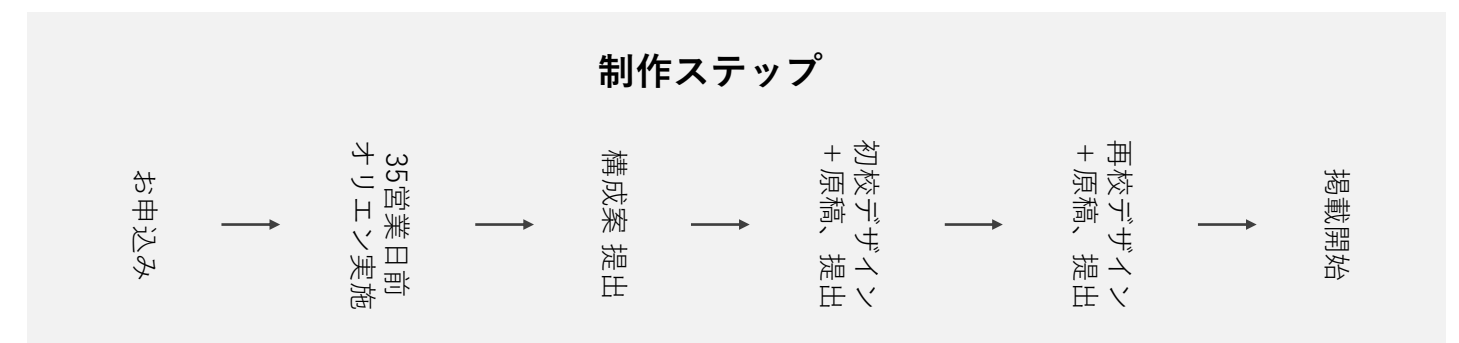 制作ステップ
お申込み
35営業日前
オリエン実施
構成案 提出
初校デザイン
+ 原稿、提出
再校デザイン
+ 原稿、提出
掲載開始